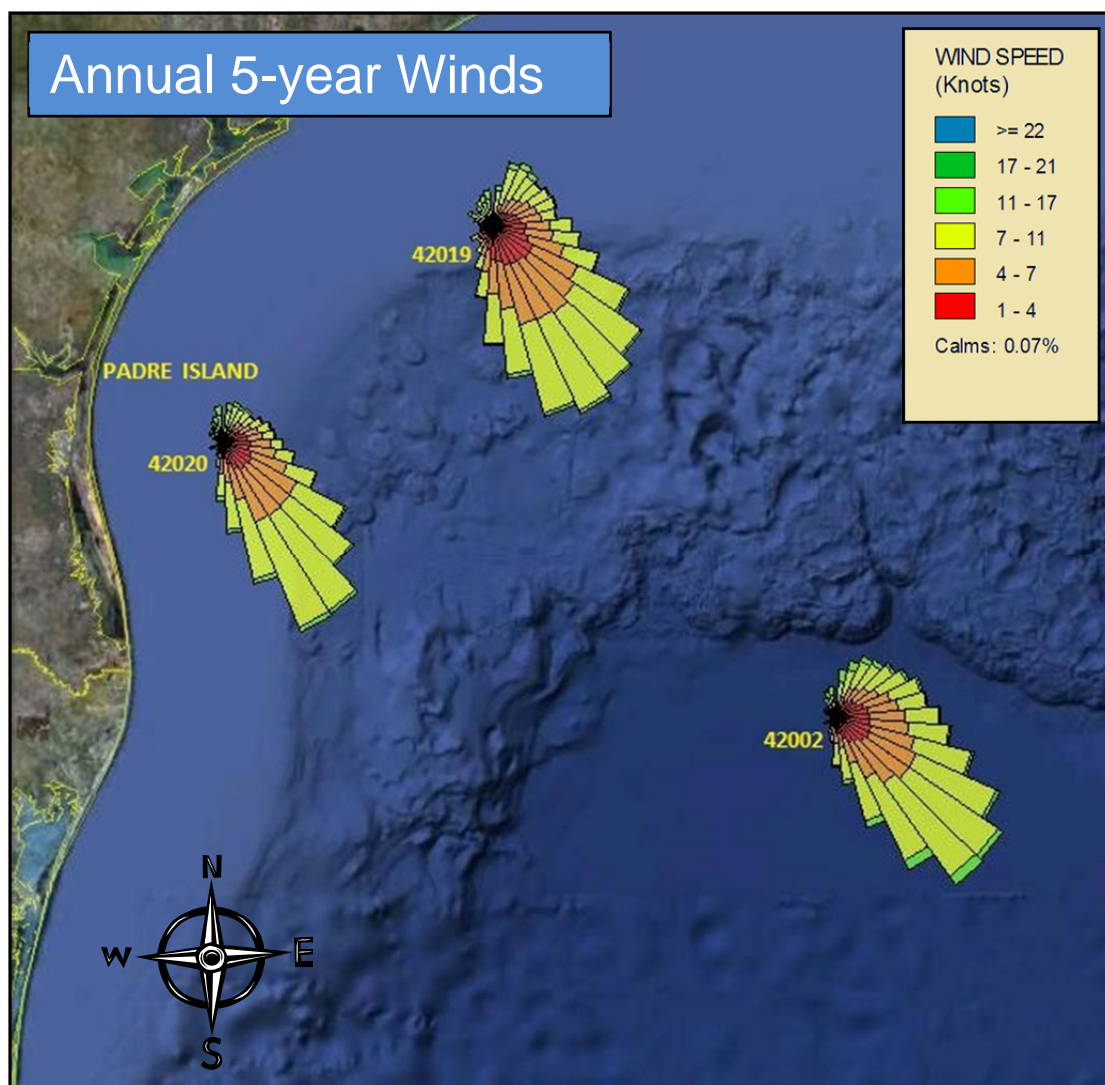 Annual 5-year Winds
WIND SPEED
(Knots)
>= 22
17 - 21
11 - 17
7 - 11
4 - 7
1 - 4
Calms: 0.07%
42019
PADRE ISLAND
42020
42002
N
W
E
S